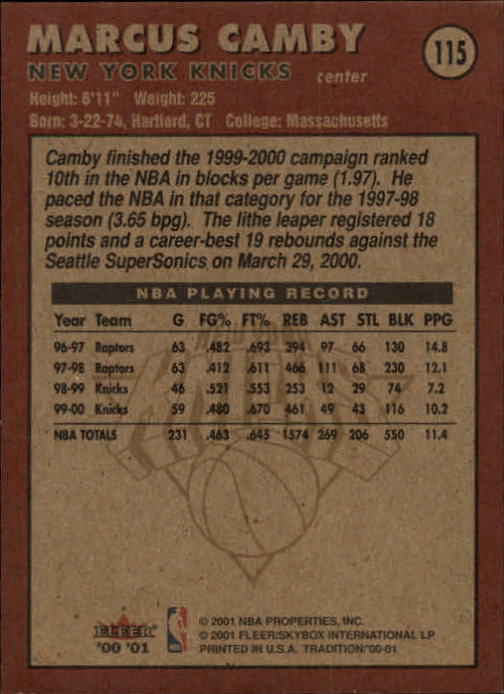 MARCUS CAMBY
115
NEW YORK KNICKS center
Height: 6'11" Weight: 225
Born: 3-22-74, Hartford, CT College: Massachusetts
Camby finished the 1999-2000 campaign ranked
10th in the NBA in blocks per game (1.97). He
paced the NBA in that category for the 1997-98
season (3.65 bpg). The lithe leaper registered 18
points and a career-best 19 rebounds against the
Seattle SuperSonics on March 29, 2000.
NBA PLAYING RECORD
Year Team G FG% FT% REB AST STL BLK PPG
96-97 Raptors 63 .482 .693 394 97 66 130 14.8
97-98 Raptors 63 .412 .611 466 111 68 230 12.1
98-99 Knicks 46 .521 .553 253 12 29 74 7.2
99-00 Knicks 59 .480 .670 461 49 43 116 10.2
NBA TOTALS 231 .463 .645 1574 269 206 550 11.4
FLEER
'00 '01
© 2001 NBA PROPERTIES, INC.
© 2001 FLEER/SKYBOX INTERNATIONAL LP
PRINTED IN U.S.A. TRADITION'00-01